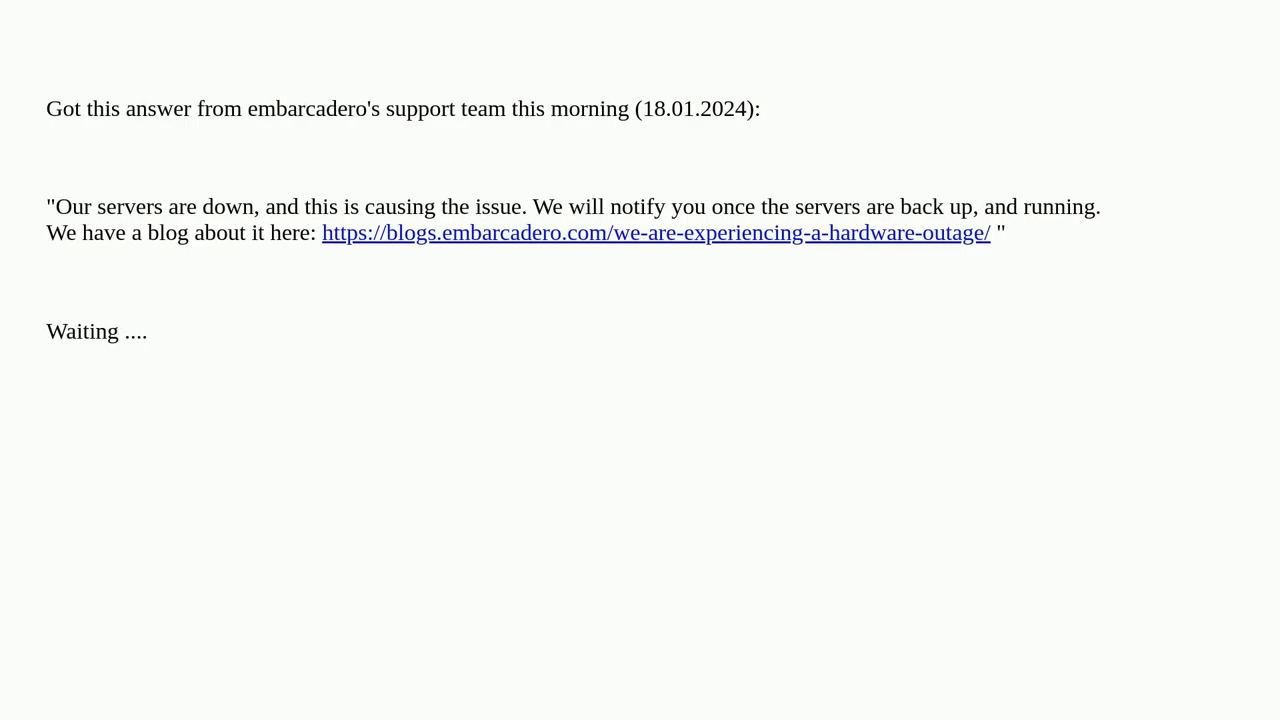 Got this answer from embarcadero's support team this morning (18.01.2024):
"Our servers are down, and this is causing the issue. We will notify you once the servers are back up, and running.
We have a blog about it here: https://blogs.embarcadero.com/we-are-experiencing-a-hardware-outage/ "
Waiting ....